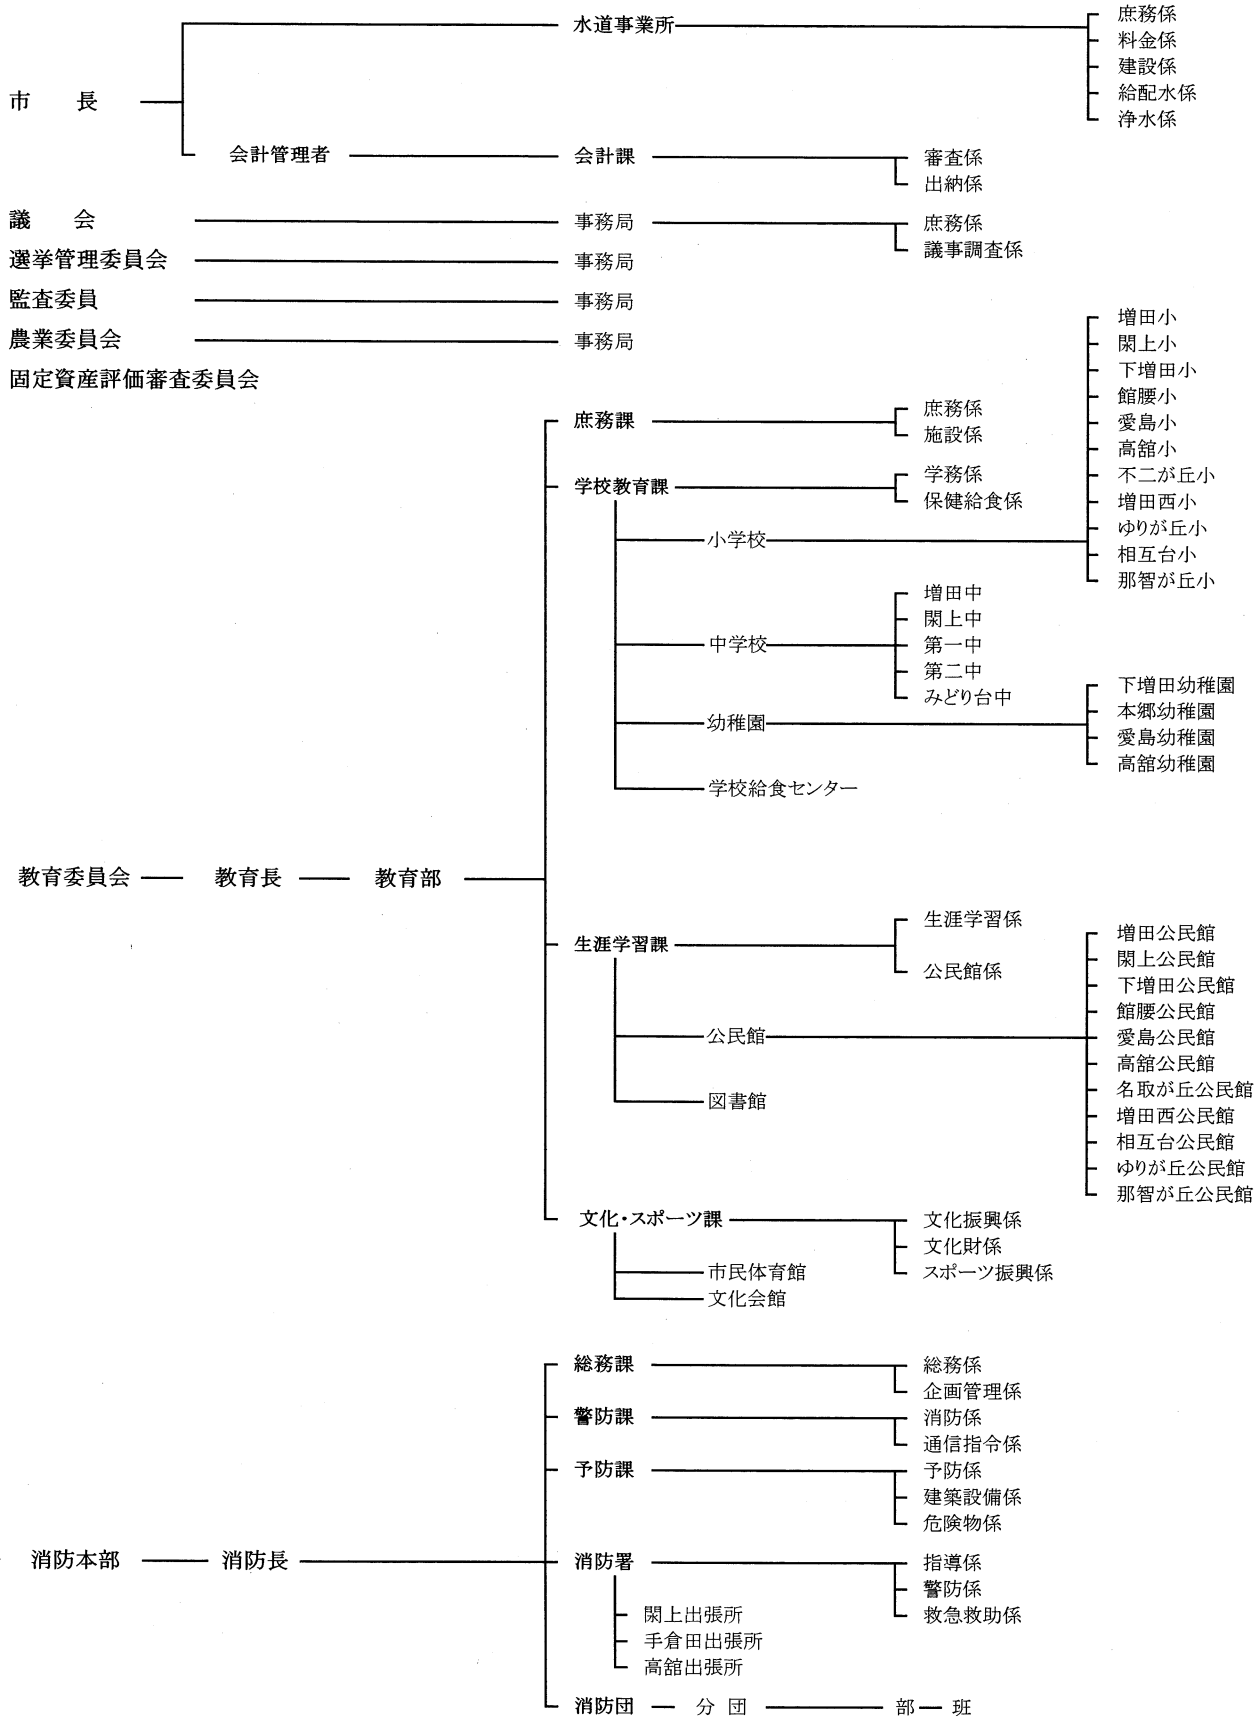 市　長
水道事業所
庶務係
料金係
建設係
給配水係
浄水係
会計管理者
会計課
審査係
出納係
議　会
事務局
庶務係
議事調査係
選挙管理委員会
事務局
監査委員
事務局
農業委員会
事務局
固定資産評価審査委員会
教育委員会
教育長
教育部
庶務課
庶務係
施設係
学校教育課
学務係
保健給食係
小学校
増田小
閖上小
下増田小
館腰小
愛島小
高舘小
不二が丘小
増田西小
ゆりが丘小
相互台小
那智が丘小
中学校
増田中
閖上中
第一中
第二中
みどり台中
幼稚園
下増田幼稚園
本郷幼稚園
愛島幼稚園
高舘幼稚園
学校給食センター
生涯学習課
生涯学習係
公民館係
公民館
増田公民館
閖上公民館
下増田公民館
館腰公民館
愛島公民館
高舘公民館
名取が丘公民館
増田西公民館
相互台公民館
ゆりが丘公民館
那智が丘公民館
図書館
文化・スポーツ課
文化振興係
文化財係
スポーツ振興係
市民体育館
文化会館
消防本部
消防長
総務課
総務係
企画管理係
警防課
消防係
通信指令係
予防課
予防係
建築設備係
危険物係
消防署
指導係
警防係
救急救助係
閖上出張所
手倉田出張所
高舘出張所
消防団
分　団
部
班